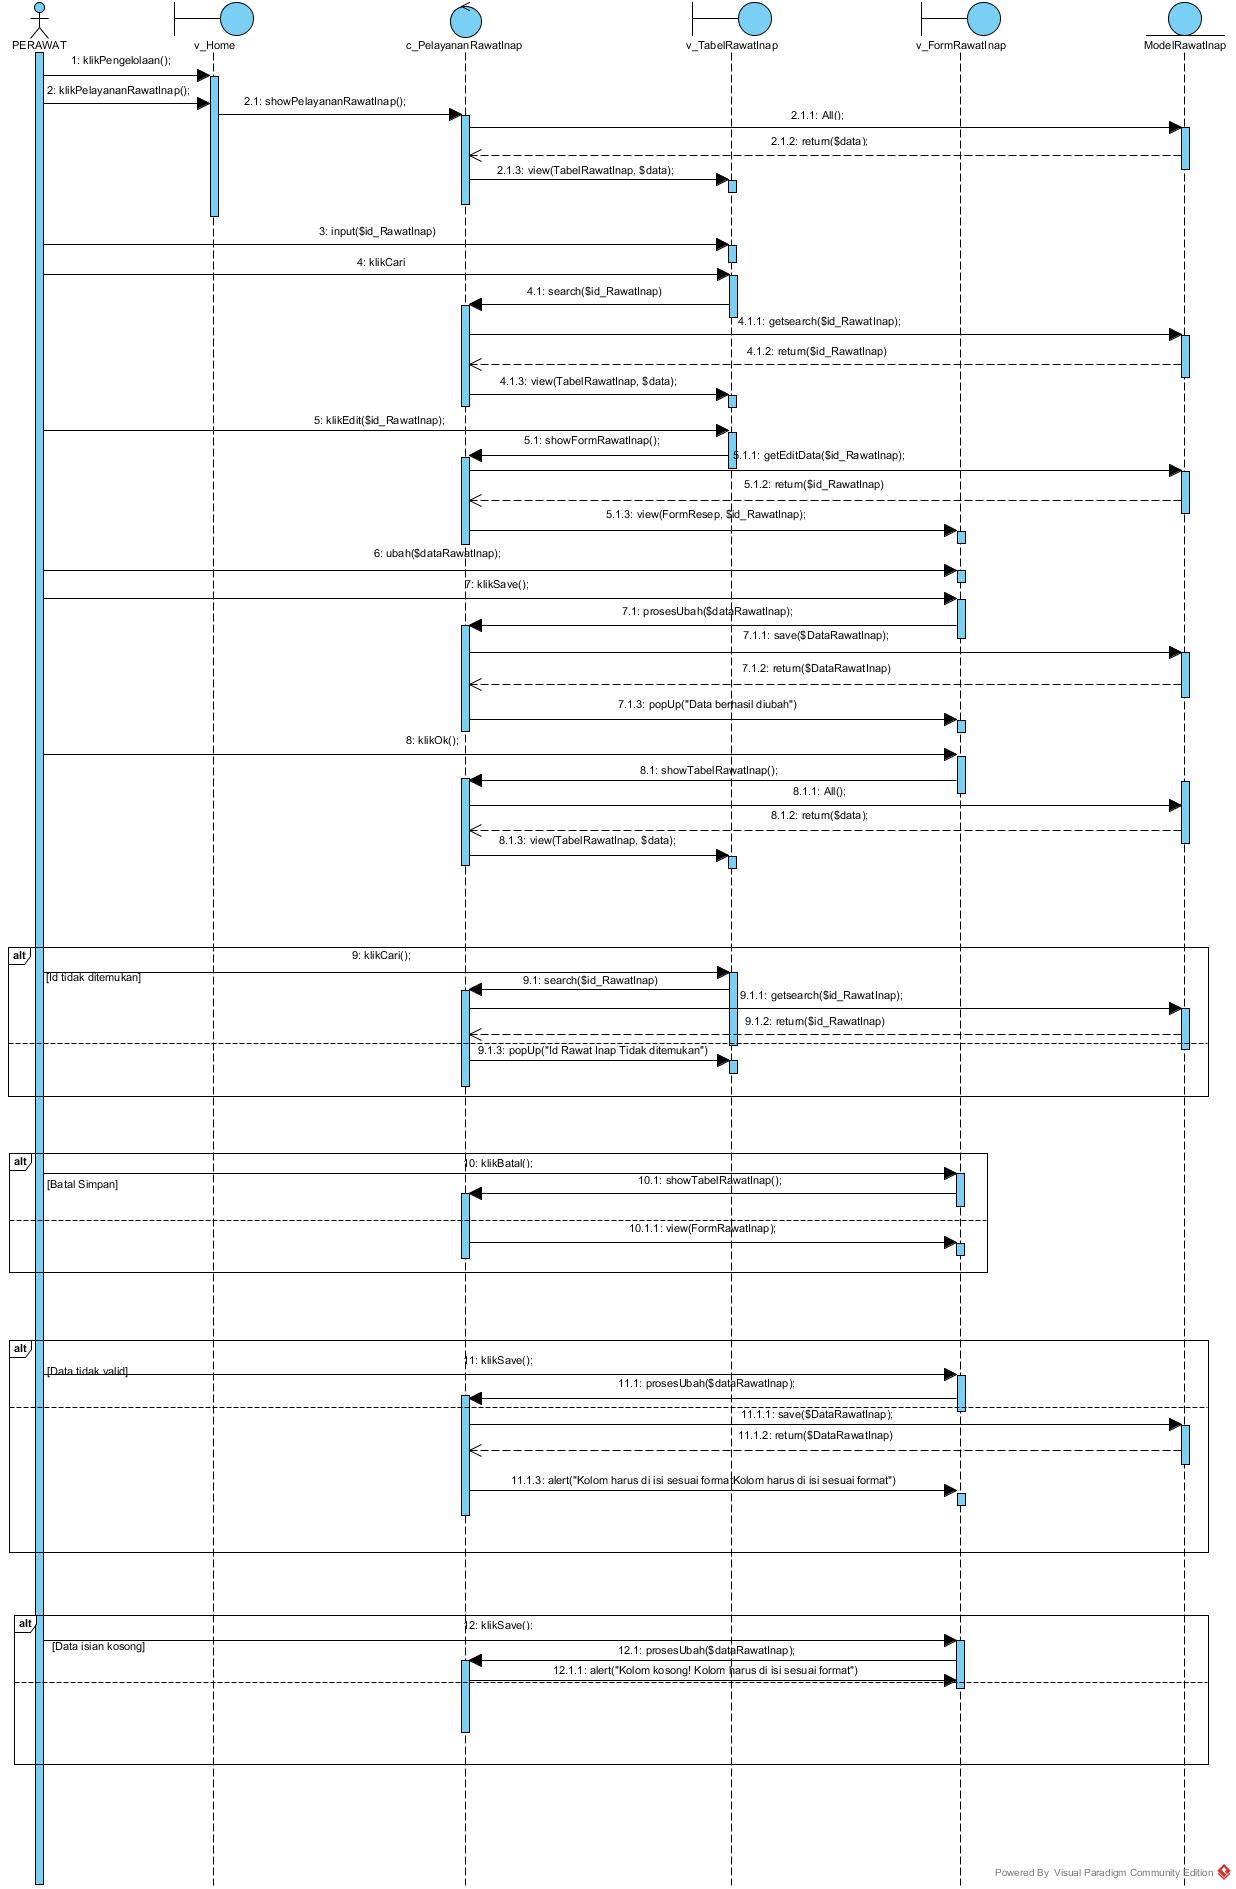 PERAWAT
v_Home
c_PelayananRawatInap
v_TabelRawatInap
v_FormRawatInap
ModelRawatInap
1: klikPengelolaan();
2: klikPelayananRawatInap();
2.1: showPelayananRawatInap();
2.1.1: All();
2.1.2: return($data);
2.1.3: view(TabelRawatInap, $data);
3: input($id_RawatInap)
4: klikCari
4.1: search($id_RawatInap)
4.1.1: getsearch($id_RawatInap);
4.1.2: return($id_RawatInap)
4.1.3: view(TabelRawatInap, $data);
5: klikEdit($id_RawatInap);
5.1: showFormRawatInap();
5.1.1: getEditData($id_RawatInap);
5.1.2: return($id_RawatInap)
5.1.3: view(FormResep, $id_RawatInap);
6: ubah($dataRawatInap);
7: klikSave();
7.1: prosesUbah($dataRawatInap);
7.1.1: save($DataRawatInap);
7.1.2: return($DataRawatInap)
7.1.3: popUp("Data berhasil diubah")
8: klikOk();
8.1: showTabelRawatInap();
8.1.1: All();
8.1.2: return($data);
8.1.3: view(TabelRawatInap, $data);
alt
9: klikCari();
[Id tidak ditemukan]
9.1: search($id_RawatInap)
9.1.1: getsearch($id_RawatInap);
9.1.2: return($id_RawatInap)
9.1.3: popUp("Id Rawat Inap Tidak ditemukan")
alt
10: klikBatal();
[Batal Simpan]
10.1: showTabelRawatInap();
10.1.1: view(FormRawatInap);
alt
11: klikSave();
[Data tidak valid]
11.1: prosesUbah($dataRawatInap);
11.1.1: save($DataRawatInap);
11.1.2: return($DataRawatInap)
11.1.3: alert("Kolom harus di isi sesuai format.Kolom harus di isi sesuai format")
alt
12: klikSave();
[Data isian kosong]
12.1: prosesUbah($dataRawatInap);
12.1.1: alert("Kolom kosong! Kolom harus di isi sesuai format")
Powered By Visual Paradigm Community Edition